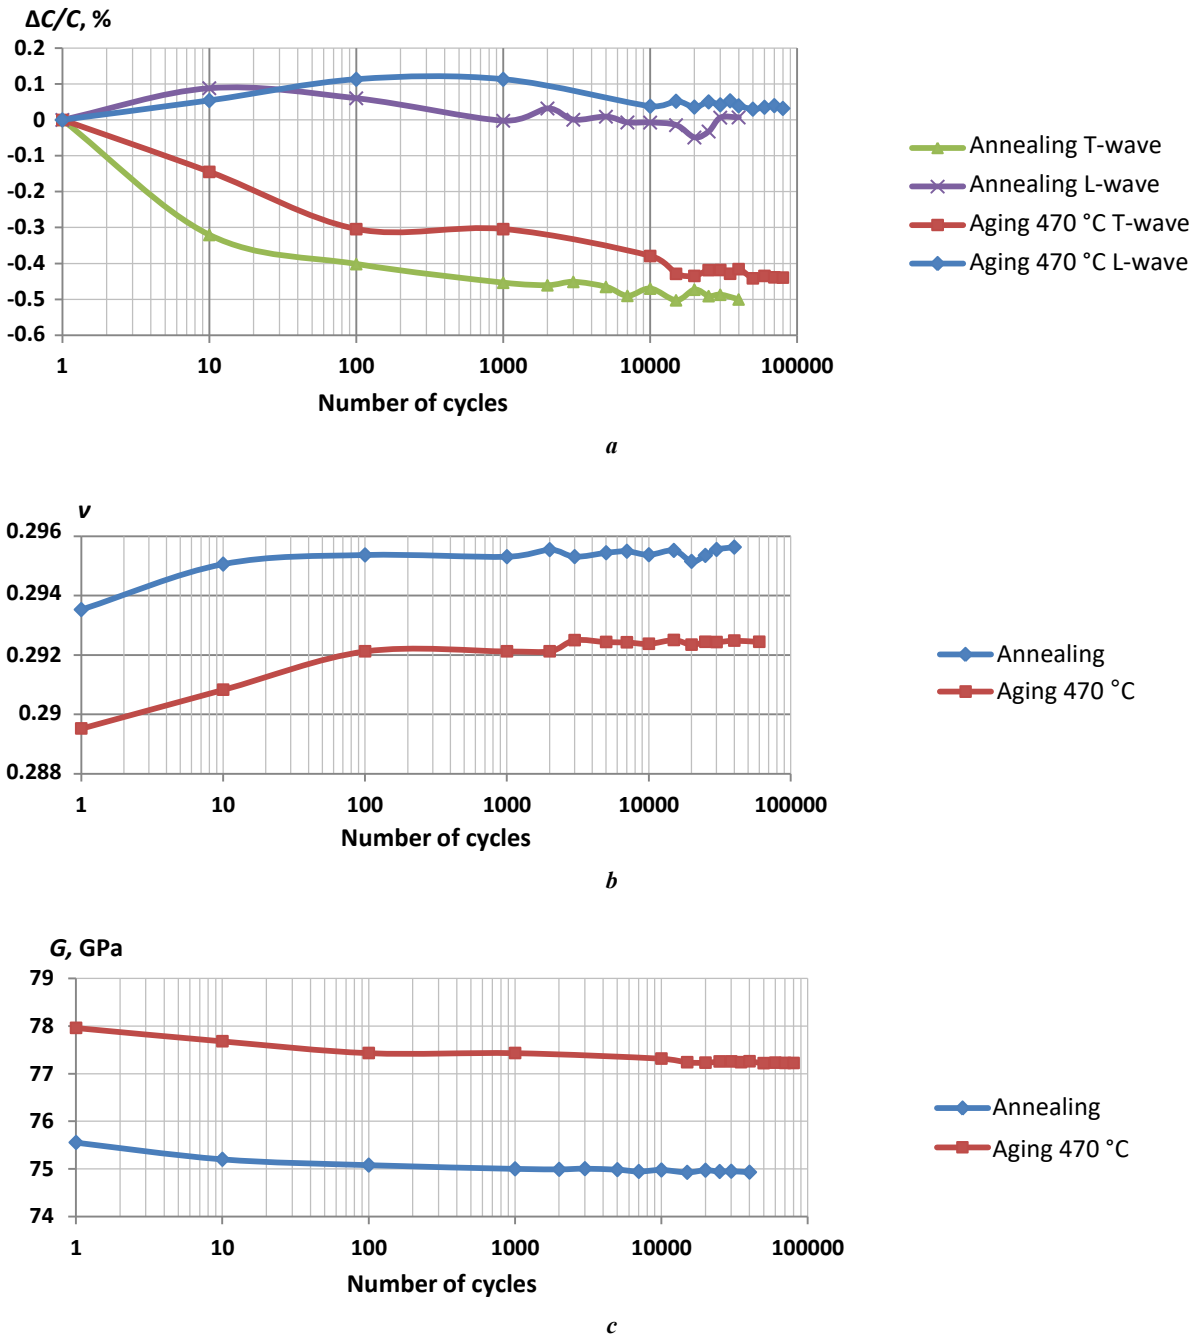 ΔC/C, %
0.2
0.1
0
-0.1
-0.2
-0.3
-0.4
-0.5
-0.6
1 10 100 1000 10000 100000
Number of cycles
Annealing T-wave
Annealing L-wave
Aging 470 °C T-wave
Aging 470 °C L-wave
a
ν
0.296
0.294
0.292
0.29
0.288
1 10 100 1000 10000 100000
Number of cycles
Annealing
Aging 470 °C
b
G, GPa
79
78
77
76
75
74
1 10 100 1000 10000 100000
Number of cycles
Annealing
Aging 470 °C
c